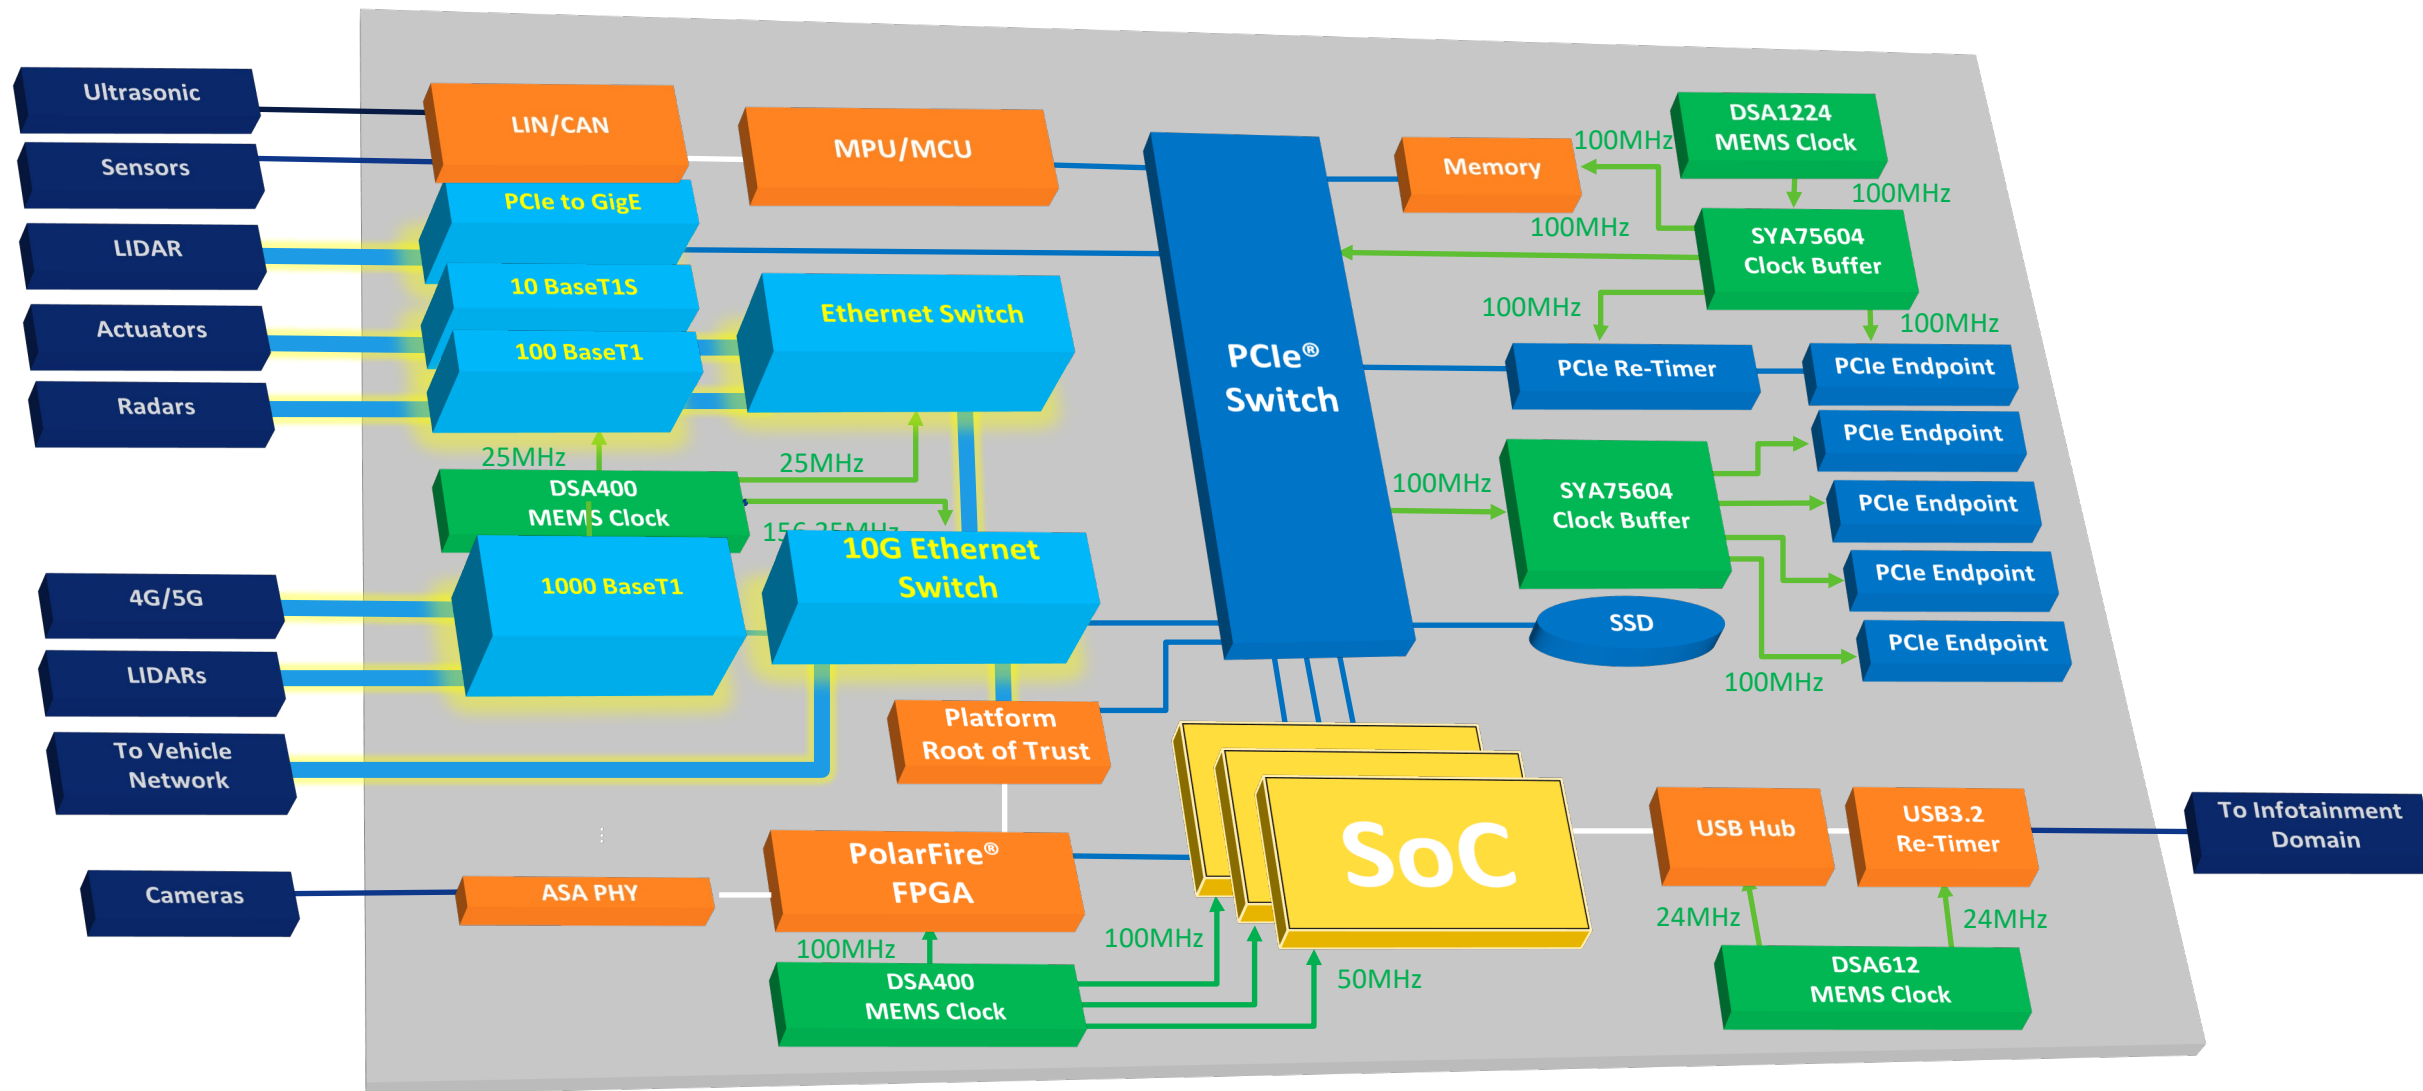 Ultrasonic
Sensors
LIDAR
Actuators
Radars
4G/5G
LIDARs
To Vehicle
Network
Cameras
LIN/CAN
MPU/MCU
PCIe to GigE
10 BaseT1S
100 BaseT1
Ethernet Switch
25MHz
25MHz
DSA400
MEMS Clock
156.25MHz
1000 BaseT1
10G Ethernet
Switch
Platform
Root of Trust
PolarFire®
FPGA
ASA PHY
100MHz
DSA400
MEMS Clock
100MHz
50MHz
PCIe®
Switch
SoC
Memory
100MHz
DSA1224
MEMS Clock
100MHz
100MHz
SYA75604
Clock Buffer
100MHz
100MHz
PCIe Re-Timer
PCIe Endpoint
PCIe Endpoint
100MHz
SYA75604
Clock Buffer
PCIe Endpoint
PCIe Endpoint
PCIe Endpoint
SSD
100MHz
USB Hub
USB3.2
Re-Timer
24MHz
24MHz
DSA612
MEMS Clock
To Infotainment
Domain